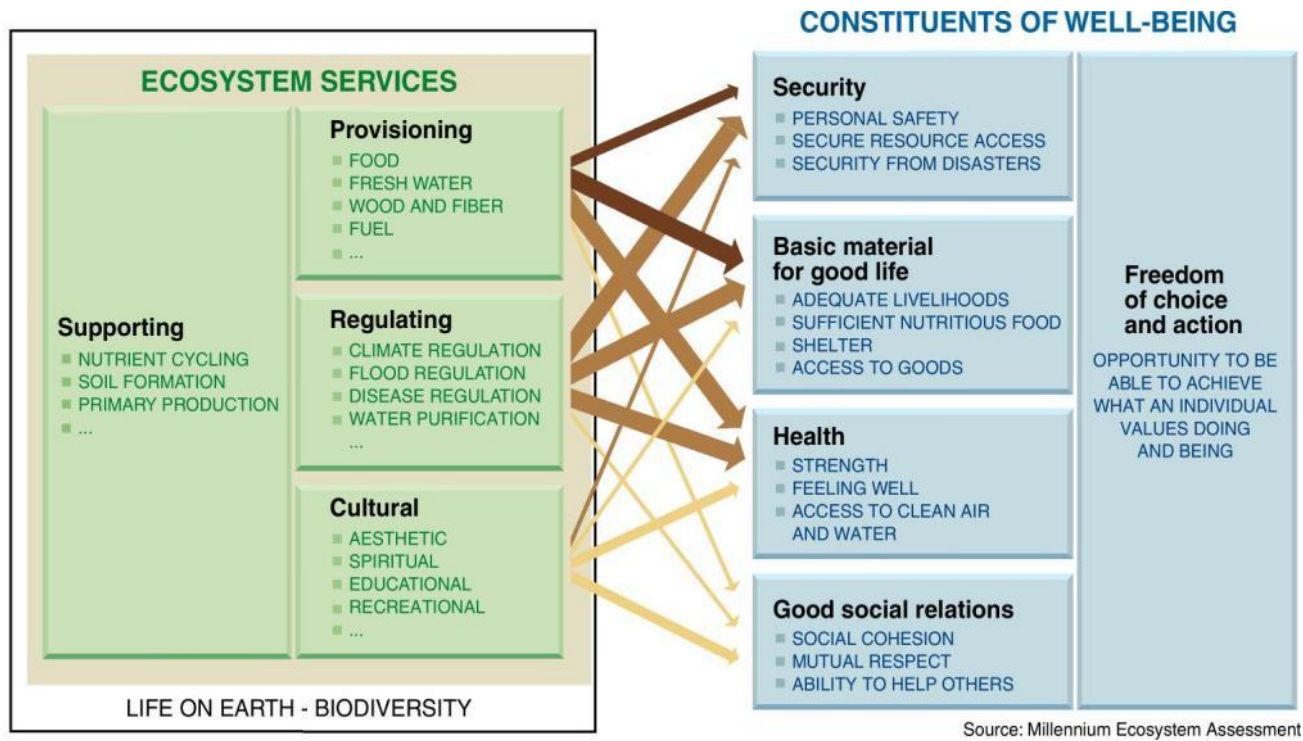 CONSTITUENTS OF WELL-BEING
ECOSYSTEM SERVICES
Supporting
NUTRIENT CYCLING
SOIL FORMATION
PRIMARY PRODUCTION
...
Provisioning
FOOD
FRESH WATER
WOOD AND FIBER
FUEL
...
Regulating
CLIMATE REGULATION
FLOOD REGULATION
DISEASE REGULATION
WATER PURIFICATION
...
Cultural
AESTHETIC
SPIRITUAL
EDUCATIONAL
RECREATIONAL
...
LIFE ON EARTH - BIODIVERSITY
Security
PERSONAL SAFETY
SECURE RESOURCE ACCESS
SECURITY FROM DISASTERS
Basic material
for good life
ADEQUATE LIVELIHOODS
SUFFICIENT NUTRITIOUS FOOD
SHELTER
ACCESS TO GOODS
Health
STRENGTH
FEELING WELL
ACCESS TO CLEAN AIR
AND WATER
Good social relations
SOCIAL COHESION
MUTUAL RESPECT
ABILITY TO HELP OTHERS
Freedom
of choice
and action
OPPORTUNITY TO BE
ABLE TO ACHIEVE
WHAT AN INDIVIDUAL
VALUES DOING
AND BEING
Source: Millennium Ecosystem Assessment